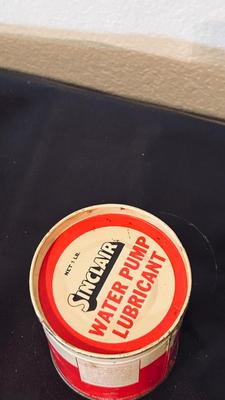 NET 1 LB.
SINCLAIR
WATER PUMP
LUBRICANT